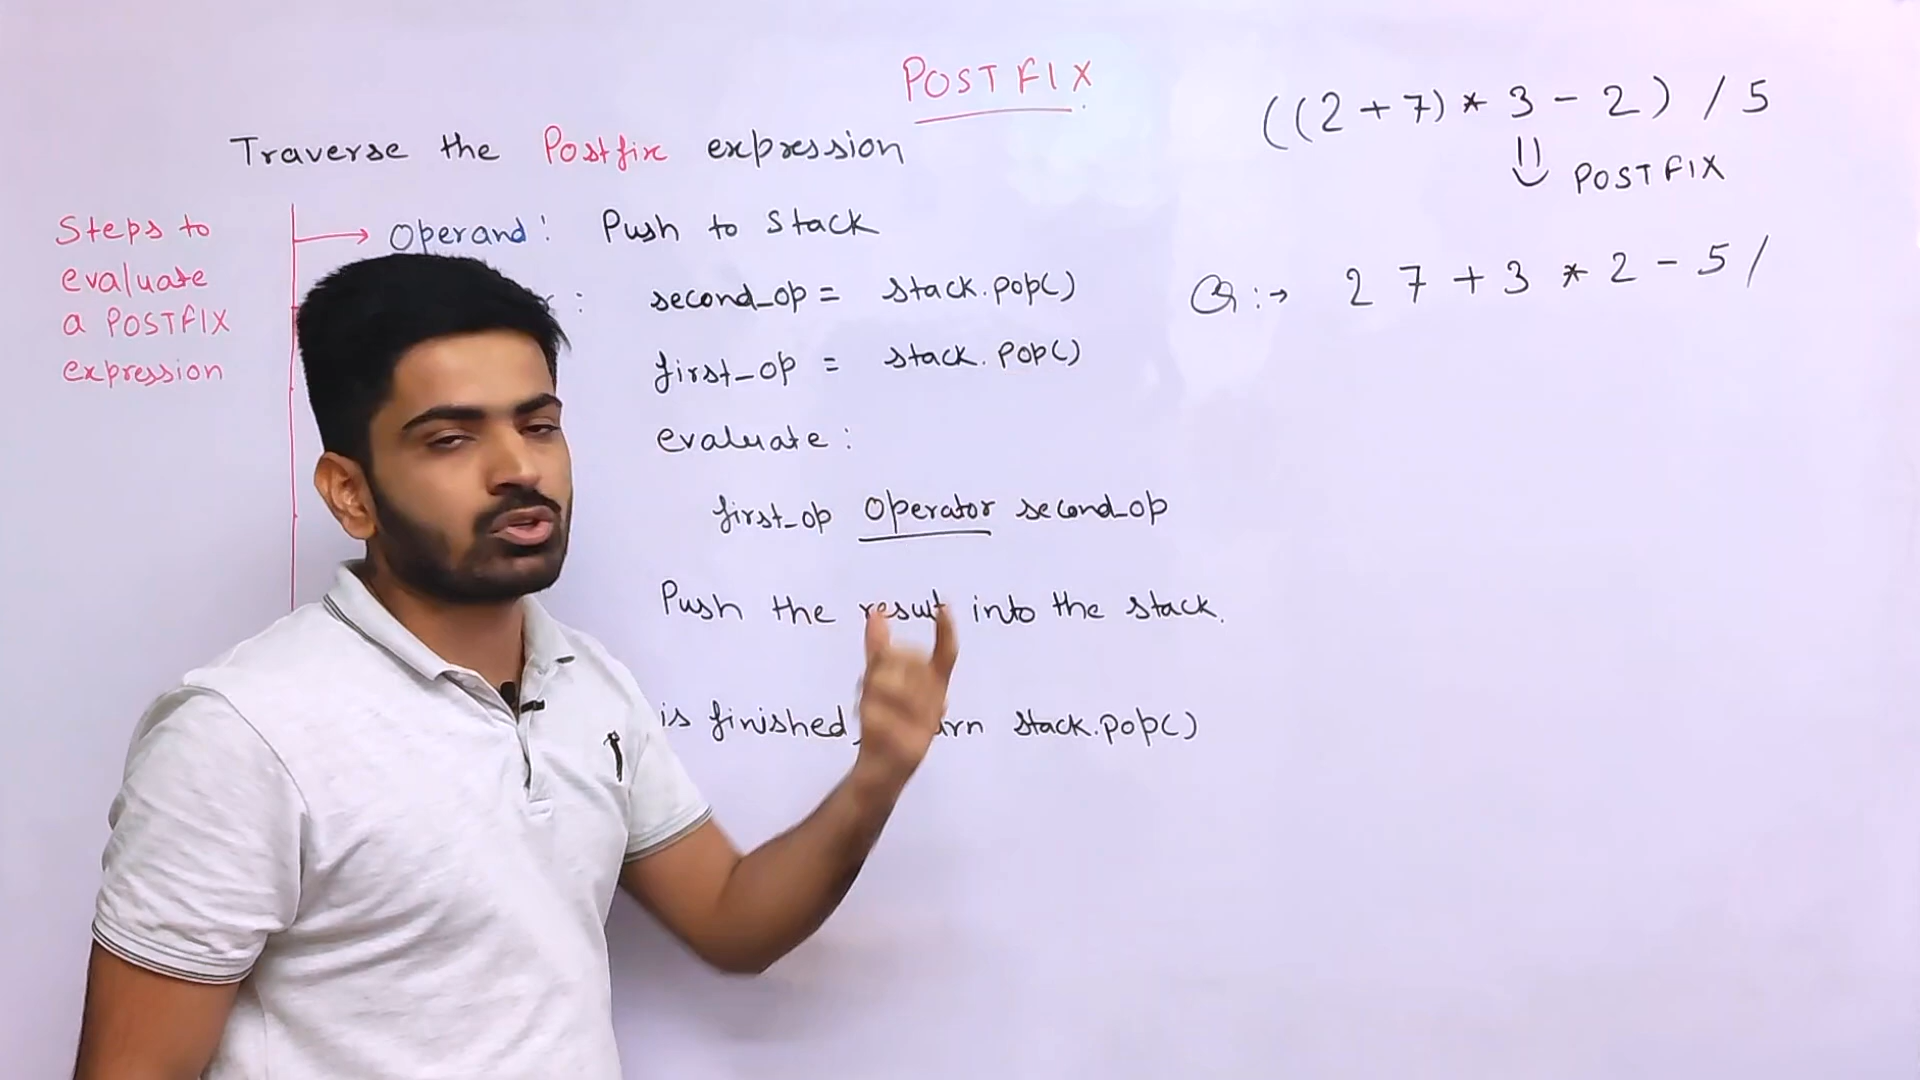 POSTFIX
Traverse the Postfix expression
Steps to
evaluate
a POSTFIX
expression
Operand: Push to Stack
: second_op = stack.pop()
first_op = stack.pop()
evaluate:
first_op operator second_op
Push the result into the stack.
is finished, stack.pop()
((2+7)*3-2)/5
POSTFIX
Q:→ 2 7 + 3 * 2 - 5 /